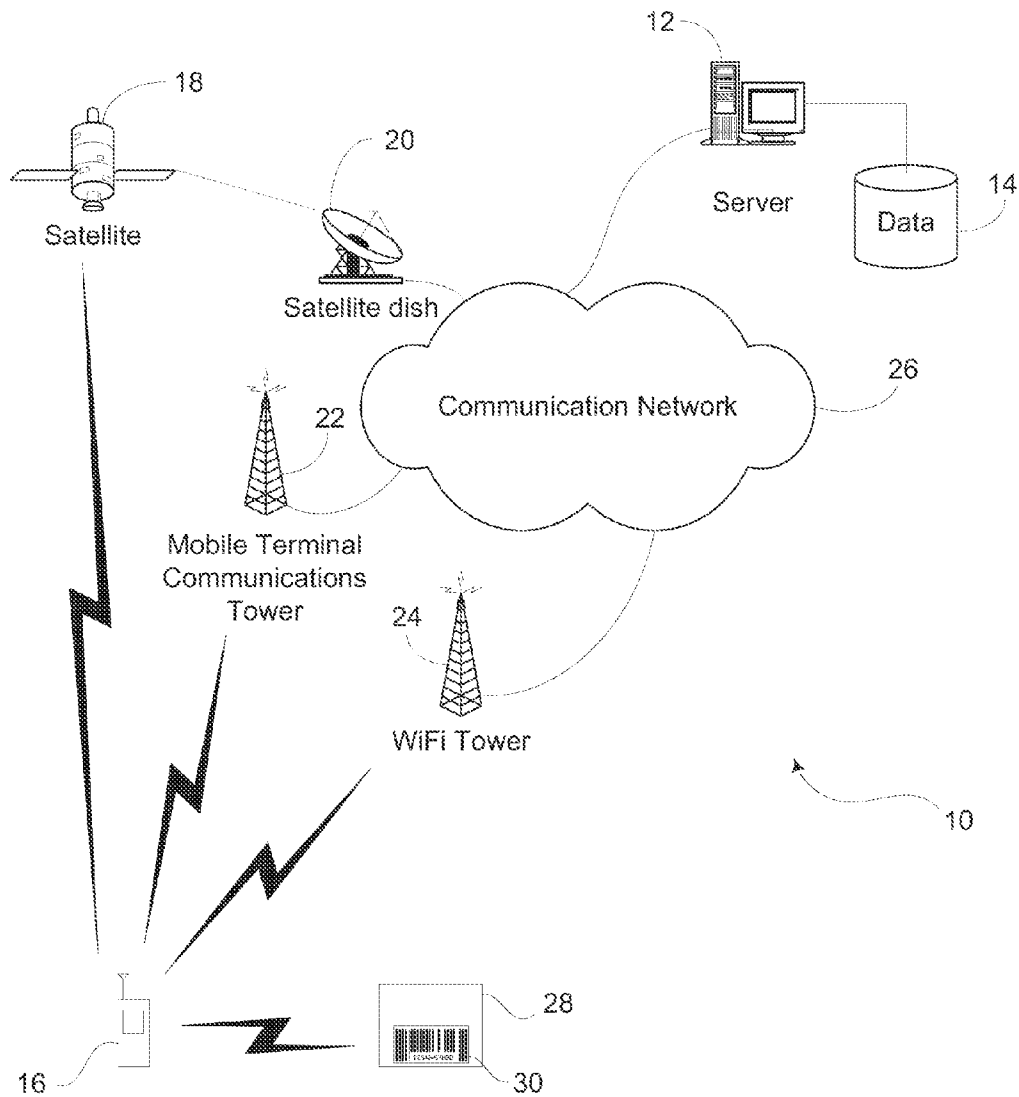 12
18
20
Server
14
Data
Satellite
Satellite dish
26
Communication Network
22
Mobile Terminal
Communications
Tower
24
WiFi Tower
10
28
16
30